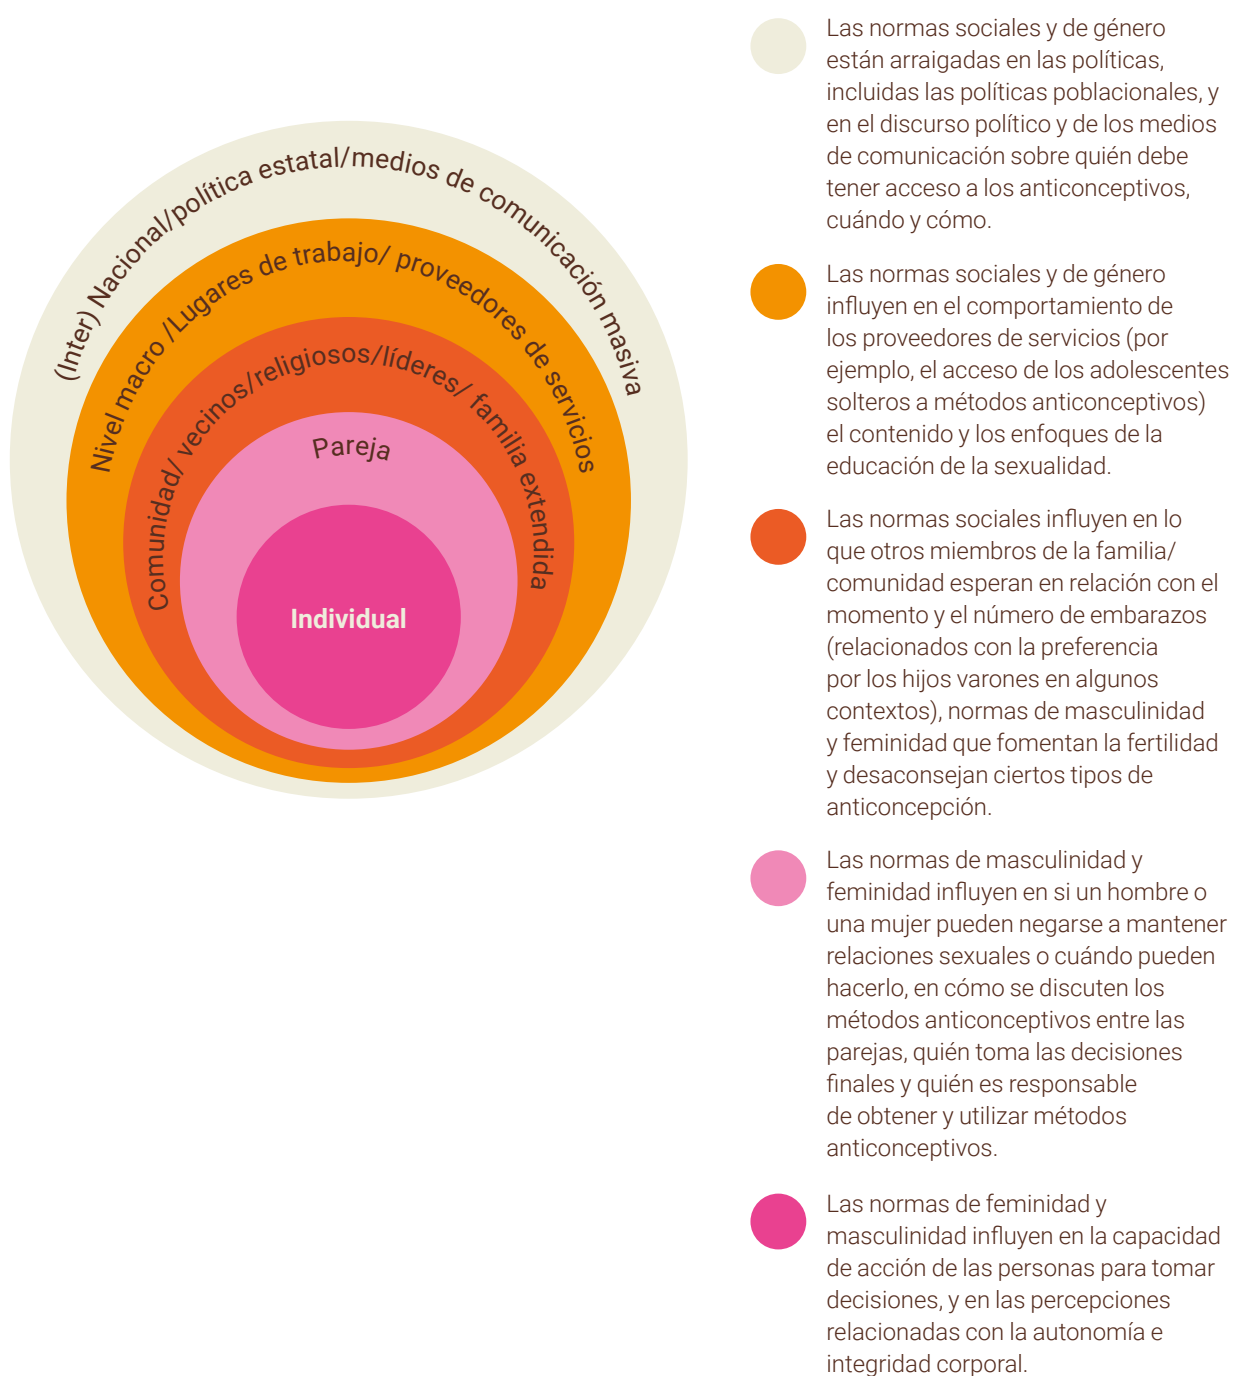 (Inter) Nacional/política estatal/medios de comunicación masiva
Nivel macro /Lugares de trabajo/ proveedores de servicios
Comunidad/ vecinos/religiosos/líderes/ familia extendida
Pareja
Individual
Las normas sociales y de género
están arraigadas en las políticas,
incluidas las políticas poblacionales, y
en el discurso político y de los medios
de comunicación sobre quién debe
tener acceso a los anticonceptivos,
cuándo y cómo.
Las normas sociales y de género
influyen en el comportamiento de
los proveedores de servicios (por
ejemplo, el acceso de los adolescentes
solteros a métodos anticonceptivos)
el contenido y los enfoques de la
educación de la sexualidad.
Las normas sociales influyen en lo
que otros miembros de la familia/
comunidad esperan en relación con el
momento y el número de embarazos
(relacionados con la preferencia
por los hijos varones en algunos
contextos), normas de masculinidad
y feminidad que fomentan la fertilidad
y desaconsejan ciertos tipos de
anticoncepción.
Las normas de masculinidad y
feminidad influyen en si un hombre o
una mujer pueden negarse a mantener
relaciones sexuales o cuándo pueden
hacerlo, en cómo se discuten los
métodos anticonceptivos entre las
parejas, quién toma las decisiones
finales y quién es responsable
de obtener y utilizar métodos
anticonceptivos.
Las normas de feminidad y
masculinidad influyen en la capacidad
de acción de las personas para tomar
decisiones, y en las percepciones
relacionadas con la autonomía e
integridad corporal.